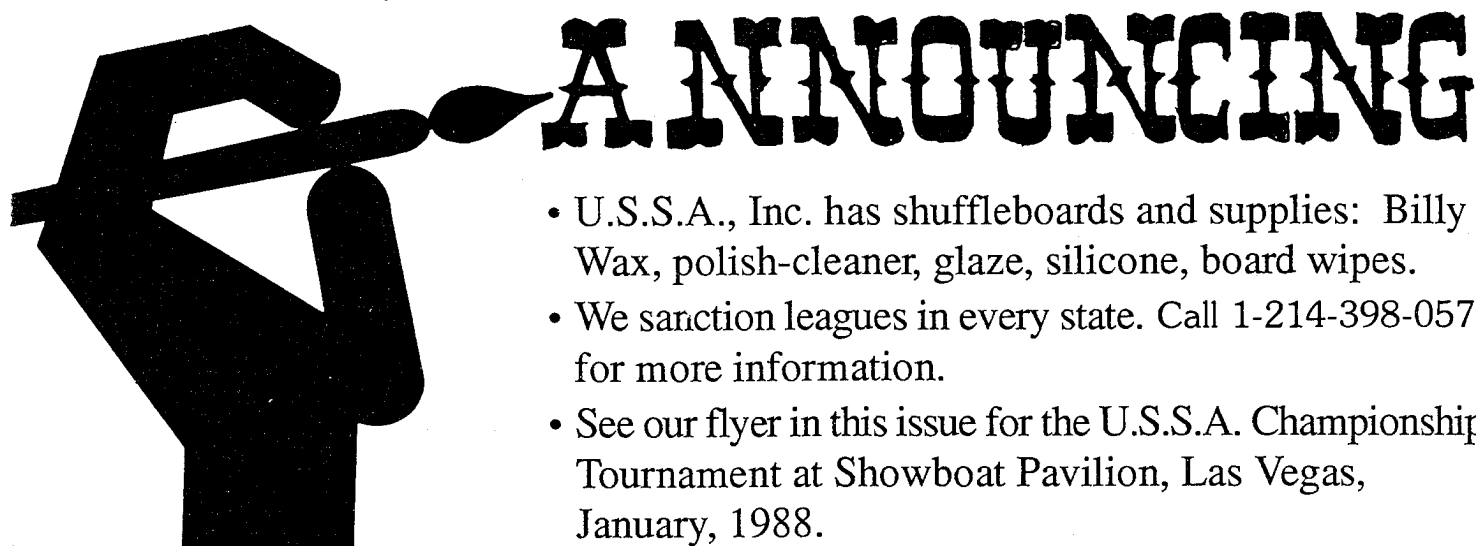 ANNOUNCING
• U.S.S.A., Inc. has shuffleboards and supplies: Billy
Wax, polish-cleaner, glaze, silicone, board wipes.
• We sanction leagues in every state. Call 1-214-398-057
for more information.
• See our flyer in this issue for the U.S.S.A. Championship
Tournament at Showboat Pavilion, Las Vegas,
January, 1988.